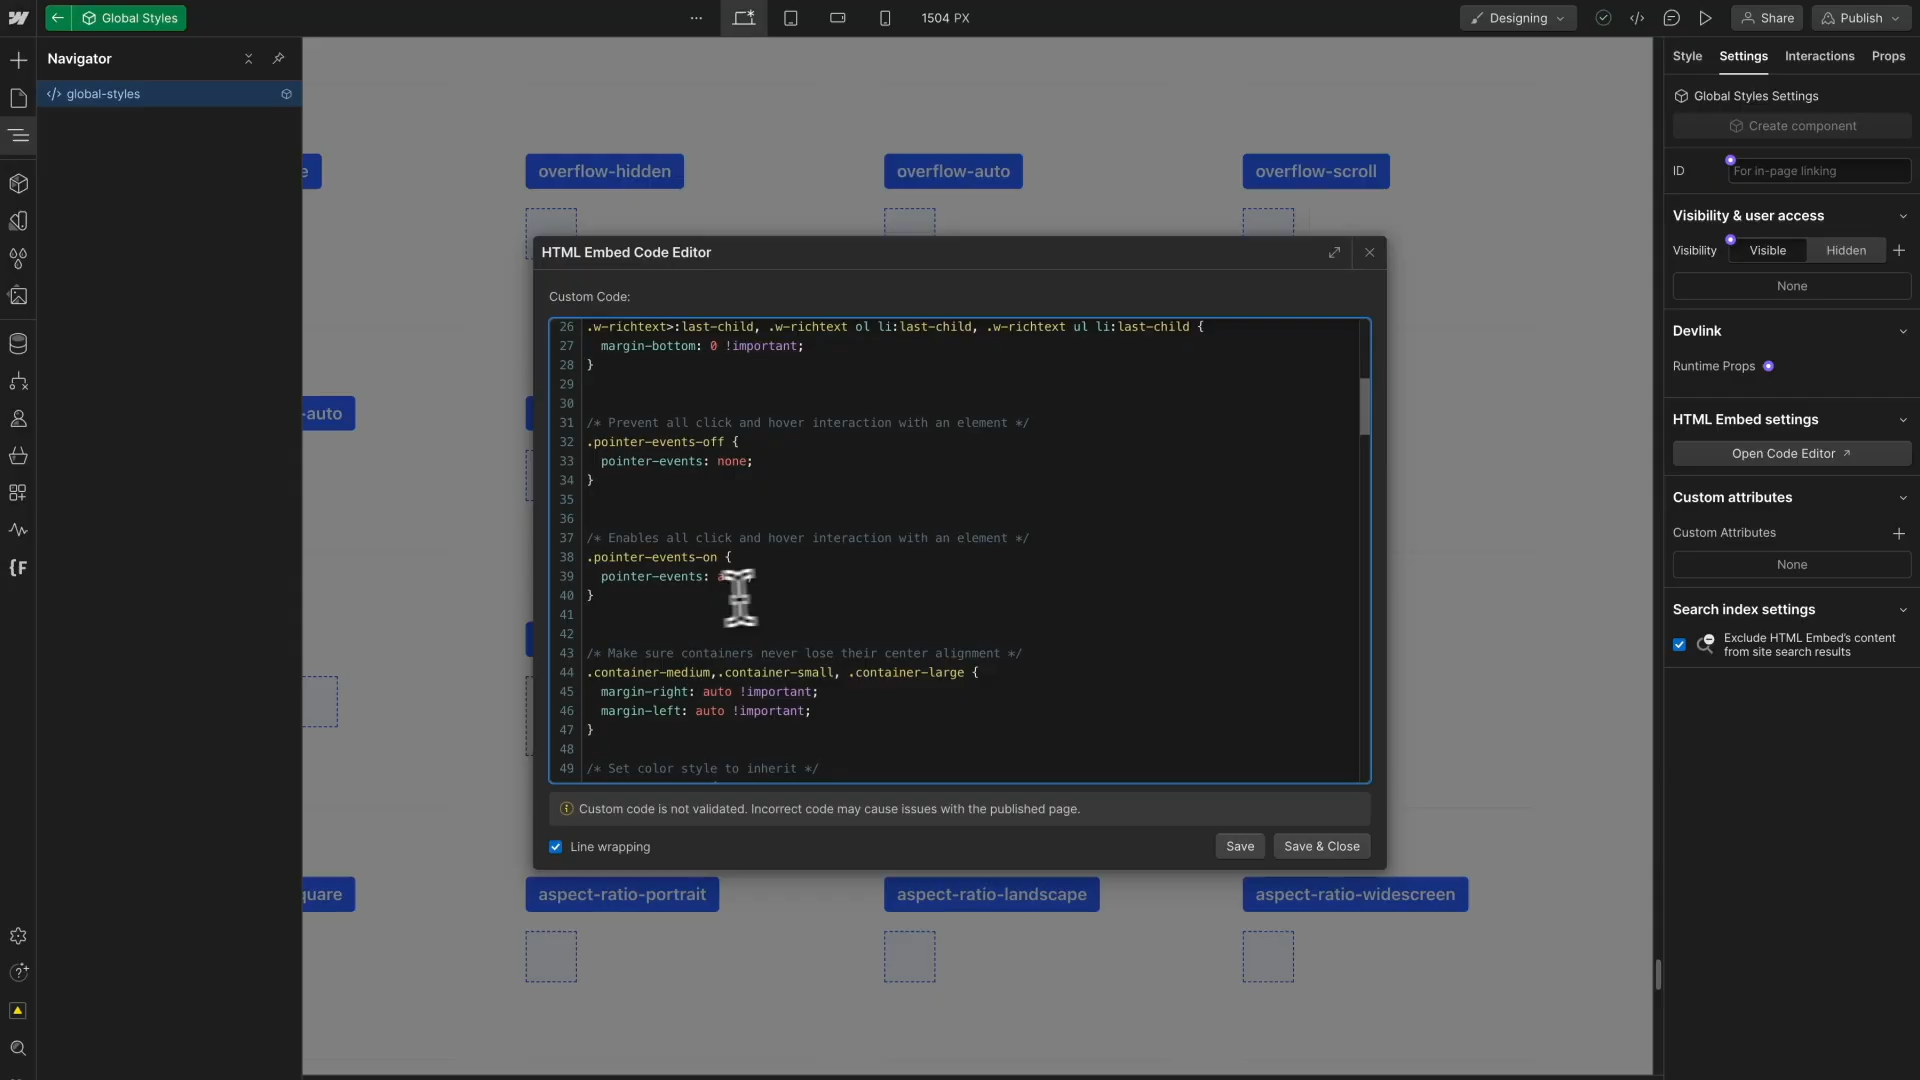 Global Styles
1504 PX
Designing
Share
Publish
Navigator
global-styles
overflow-hidden
overflow-auto
overflow-scroll
-auto
aspect-ratio-portrait
aspect-ratio-landscape
aspect-ratio-widescreen
HTML Embed Code Editor
Custom Code:
26 .w-richtext>:last-child, .w-richtext ol li:last-child, .w-richtext ul li:last-child {
27 margin-bottom: 0 !important;
28 }
29
30
31 /* Prevent all click and hover interaction with an element */
32 .pointer-events-off {
33 pointer-events: none;
34 }
35
36
37 /* Enables all click and hover interaction with an element */
38 .pointer-events-on {
39 pointer-events:
40 }
41
42
43 /* Make sure containers never lose their center alignment */
44 .container-medium,.container-small, .container-large {
45 margin-right: auto !important;
46 margin-left: auto !important;
47 }
48
49 /* Set color style to inherit */
Custom code is not validated. Incorrect code may cause issues with the published page.
Line wrapping
Save
Save & Close
Style
Settings
Interactions
Props
Global Styles Settings
Create component
ID
For in-page linking
Visibility & user access
Visibility
Visible
Hidden
None
Devlink
Runtime Props
HTML Embed settings
Open Code Editor
Custom attributes
Custom Attributes
None
Search index settings
Exclude HTML Embed's content
from site search results